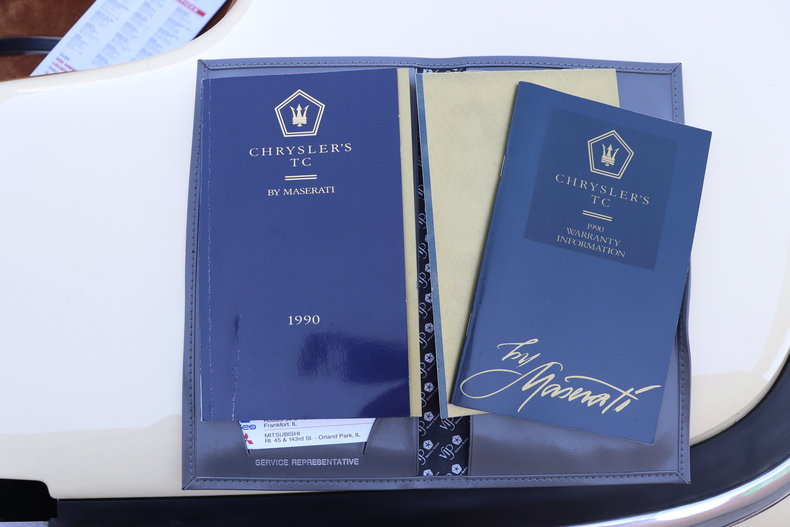 CHRYSLER'S
TC
BY MASERATI
1990
CHRYSLER'S
TC
1990
WARRANTY
INFORMATION
by
Maserati
VIP
Frankfort, IL
MITSUBISHI
Rt. 45 & 143rd St. - Orland Park, IL
SERVICE REPRESENTATIVE